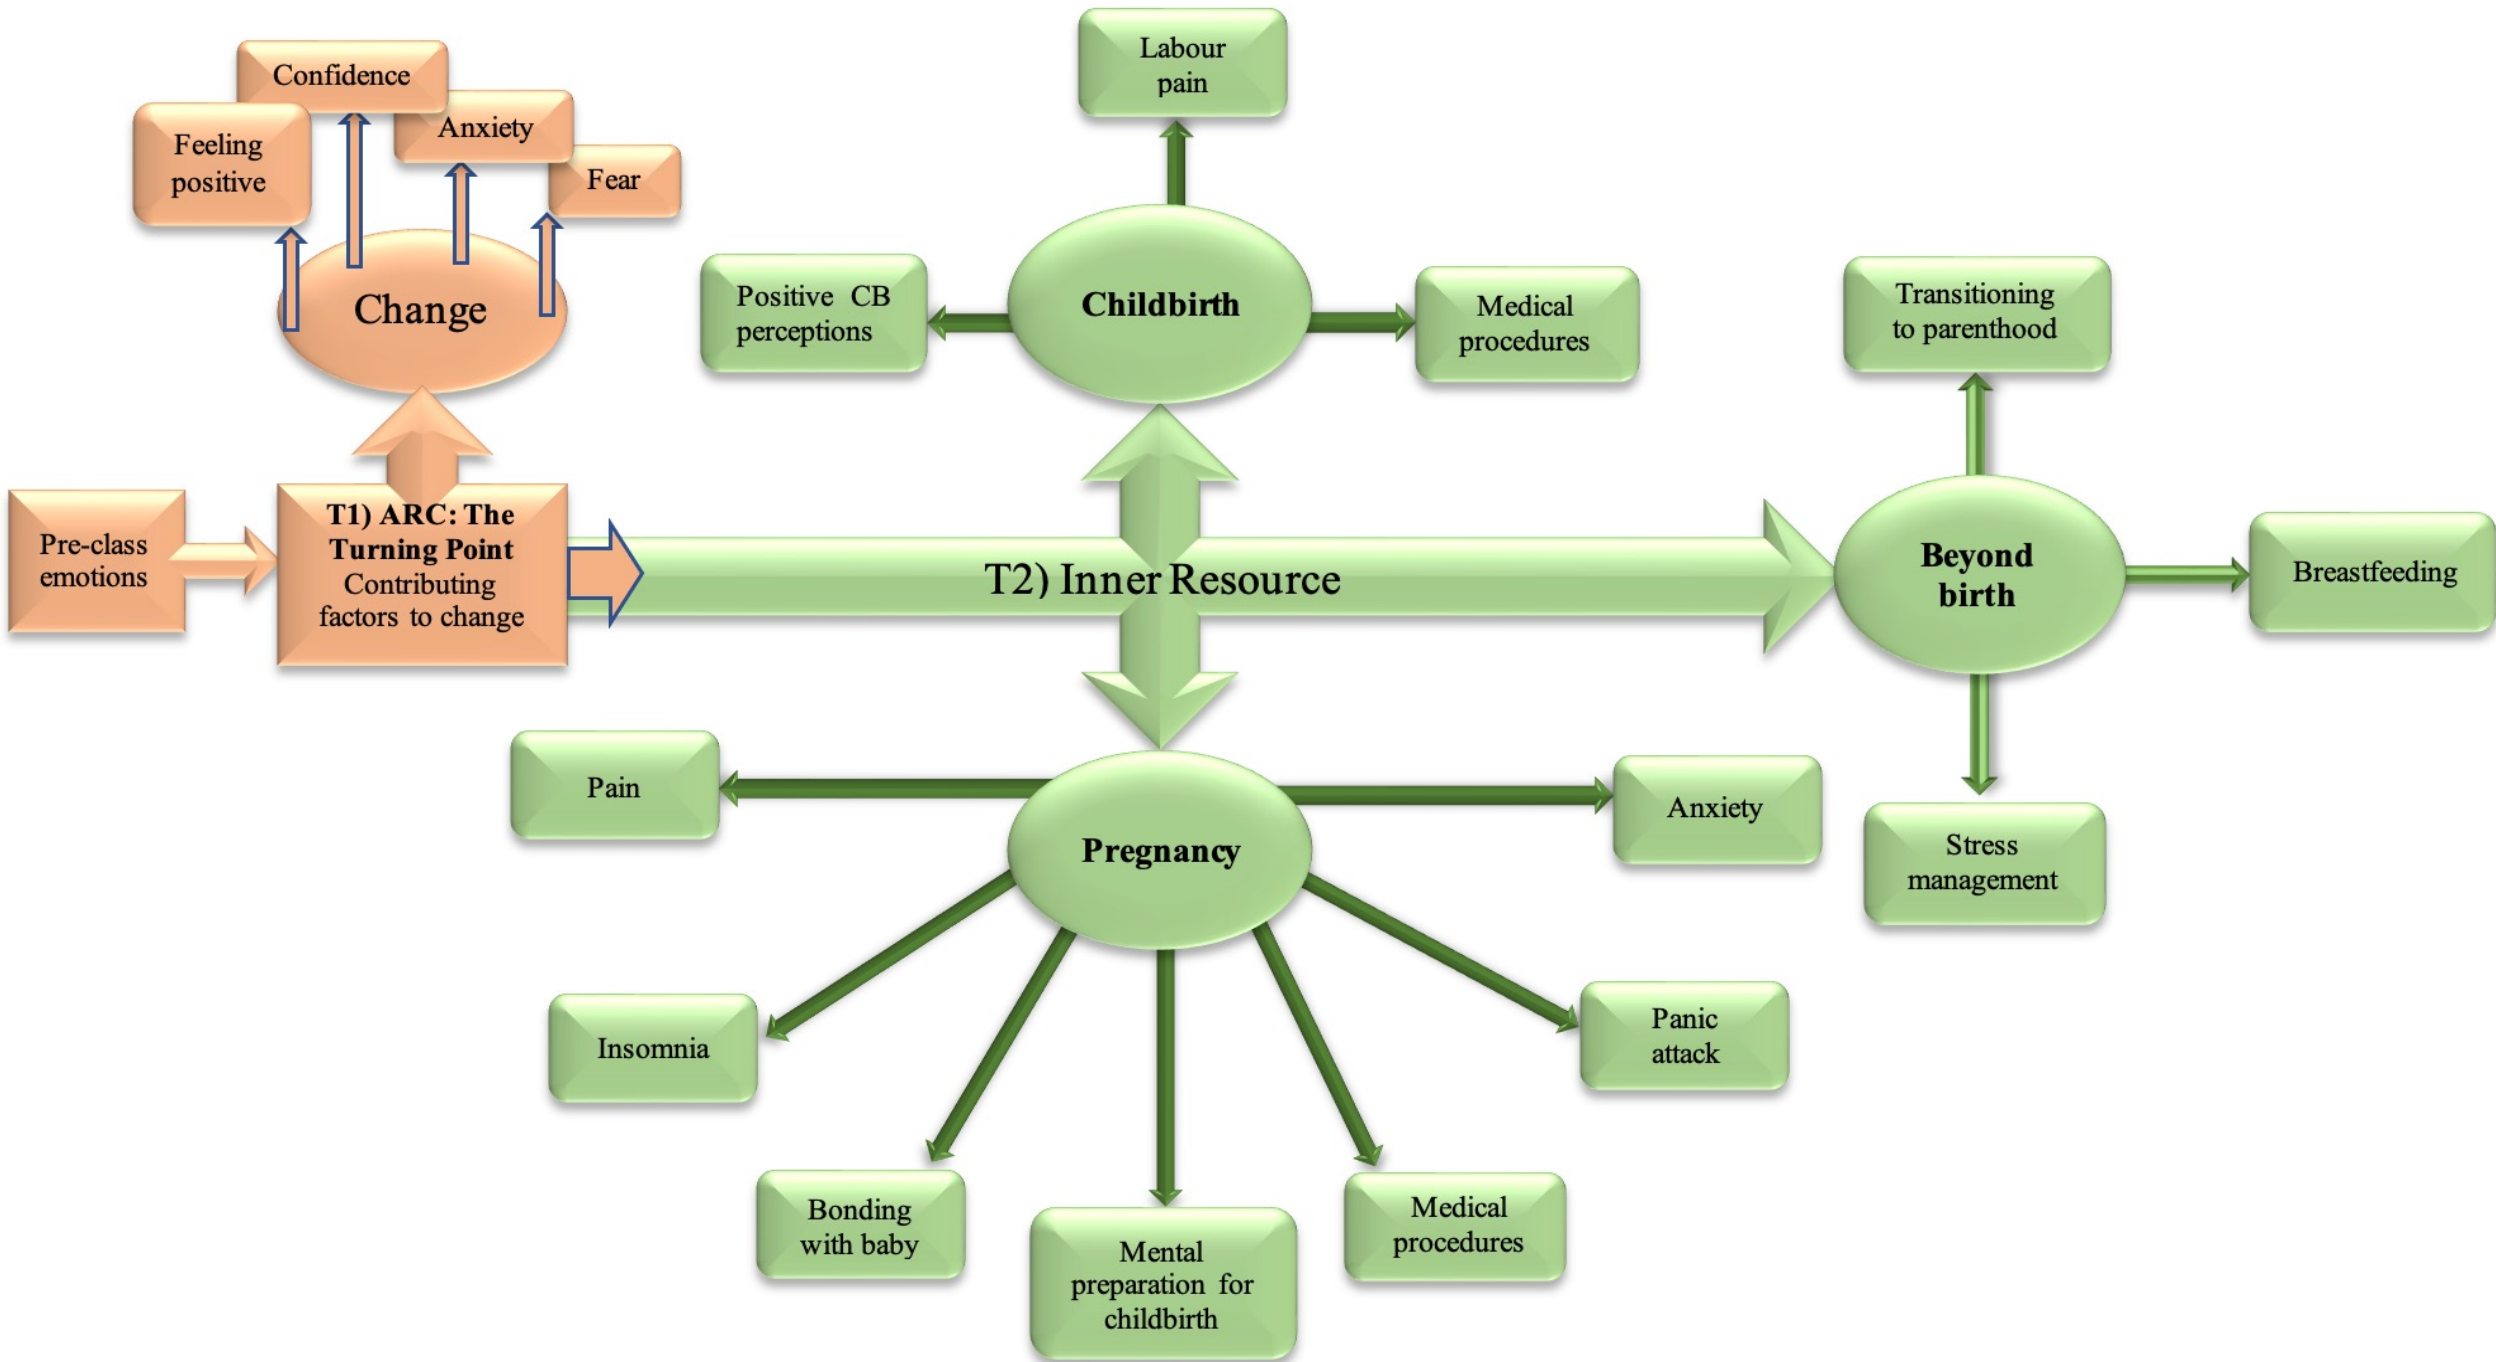 Confidence
Feeling
positive
Anxiety
Fear
Change
Pre-class
emotions
T1) ARC: The
Turning Point
Contributing
factors to change
T2) Inner Resource
Labour
pain
Positive CB
perceptions
Childbirth
Medical
procedures
Transitioning
to parenthood
Beyond
birth
Breastfeeding
Stress
management
Pain
Pregnancy
Anxiety
Insomnia
Panic
attack
Bonding
with baby
Mental
preparation for
childbirth
Medical
procedures